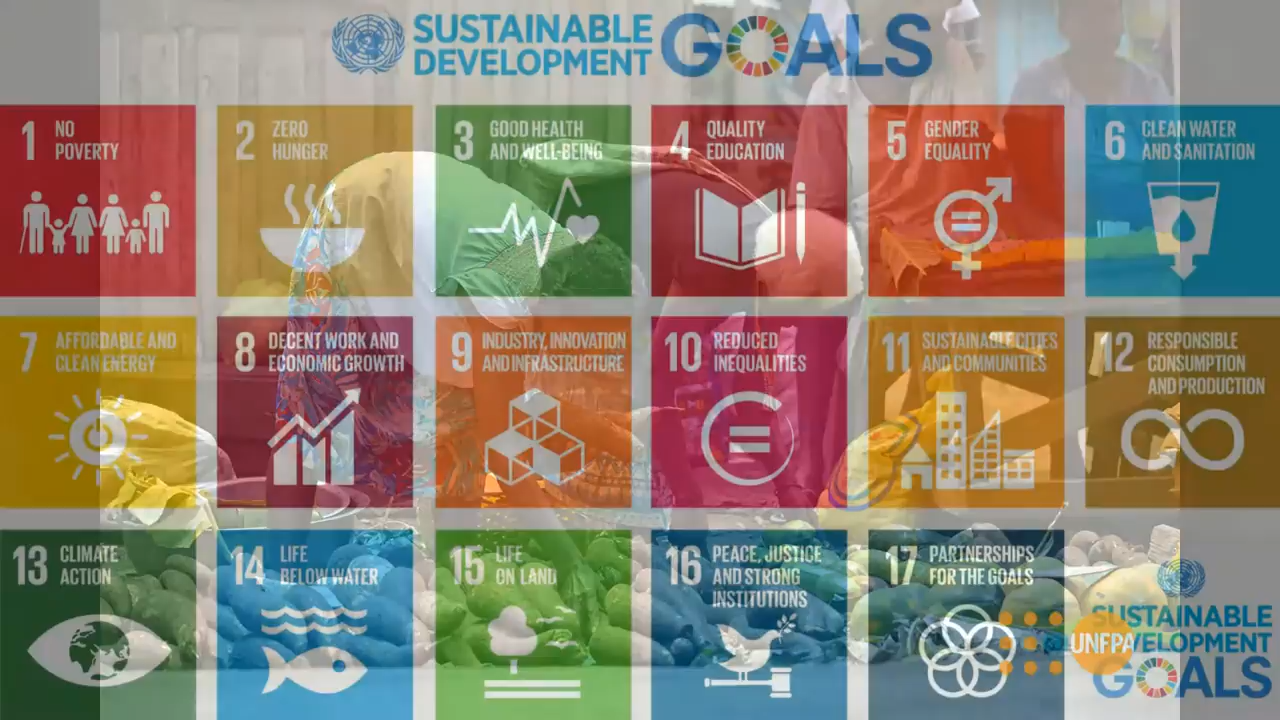 SUSTAINABLE
DEVELOPMENT
GOALS
1 NO
POVERTY
2 ZERO
HUNGER
3 GOOD HEALTH
AND WELL-BEING
4 QUALITY
EDUCATION
5 GENDER
EQUALITY
6 CLEAN WATER
AND SANITATION
7 AFFORDABLE AND
CLEAN ENERGY
8 DECENT WORK AND
ECONOMIC GROWTH
9 INDUSTRY, INNOVATION
AND INFRASTRUCTURE
10 REDUCED
INEQUALITIES
11 SUSTAINABLE CITIES
AND COMMUNITIES
12 RESPONSIBLE
CONSUMPTION
AND PRODUCTION
13 CLIMATE
ACTION
14 LIFE
BELOW WATER
15 LIFE
ON LAND
16 PEACE, JUSTICE
AND STRONG
INSTITUTIONS
17 PARTNERSHIPS
FOR THE GOALS
UNFPA
SUSTAINABLE
DEVELOPMENT
GOALS